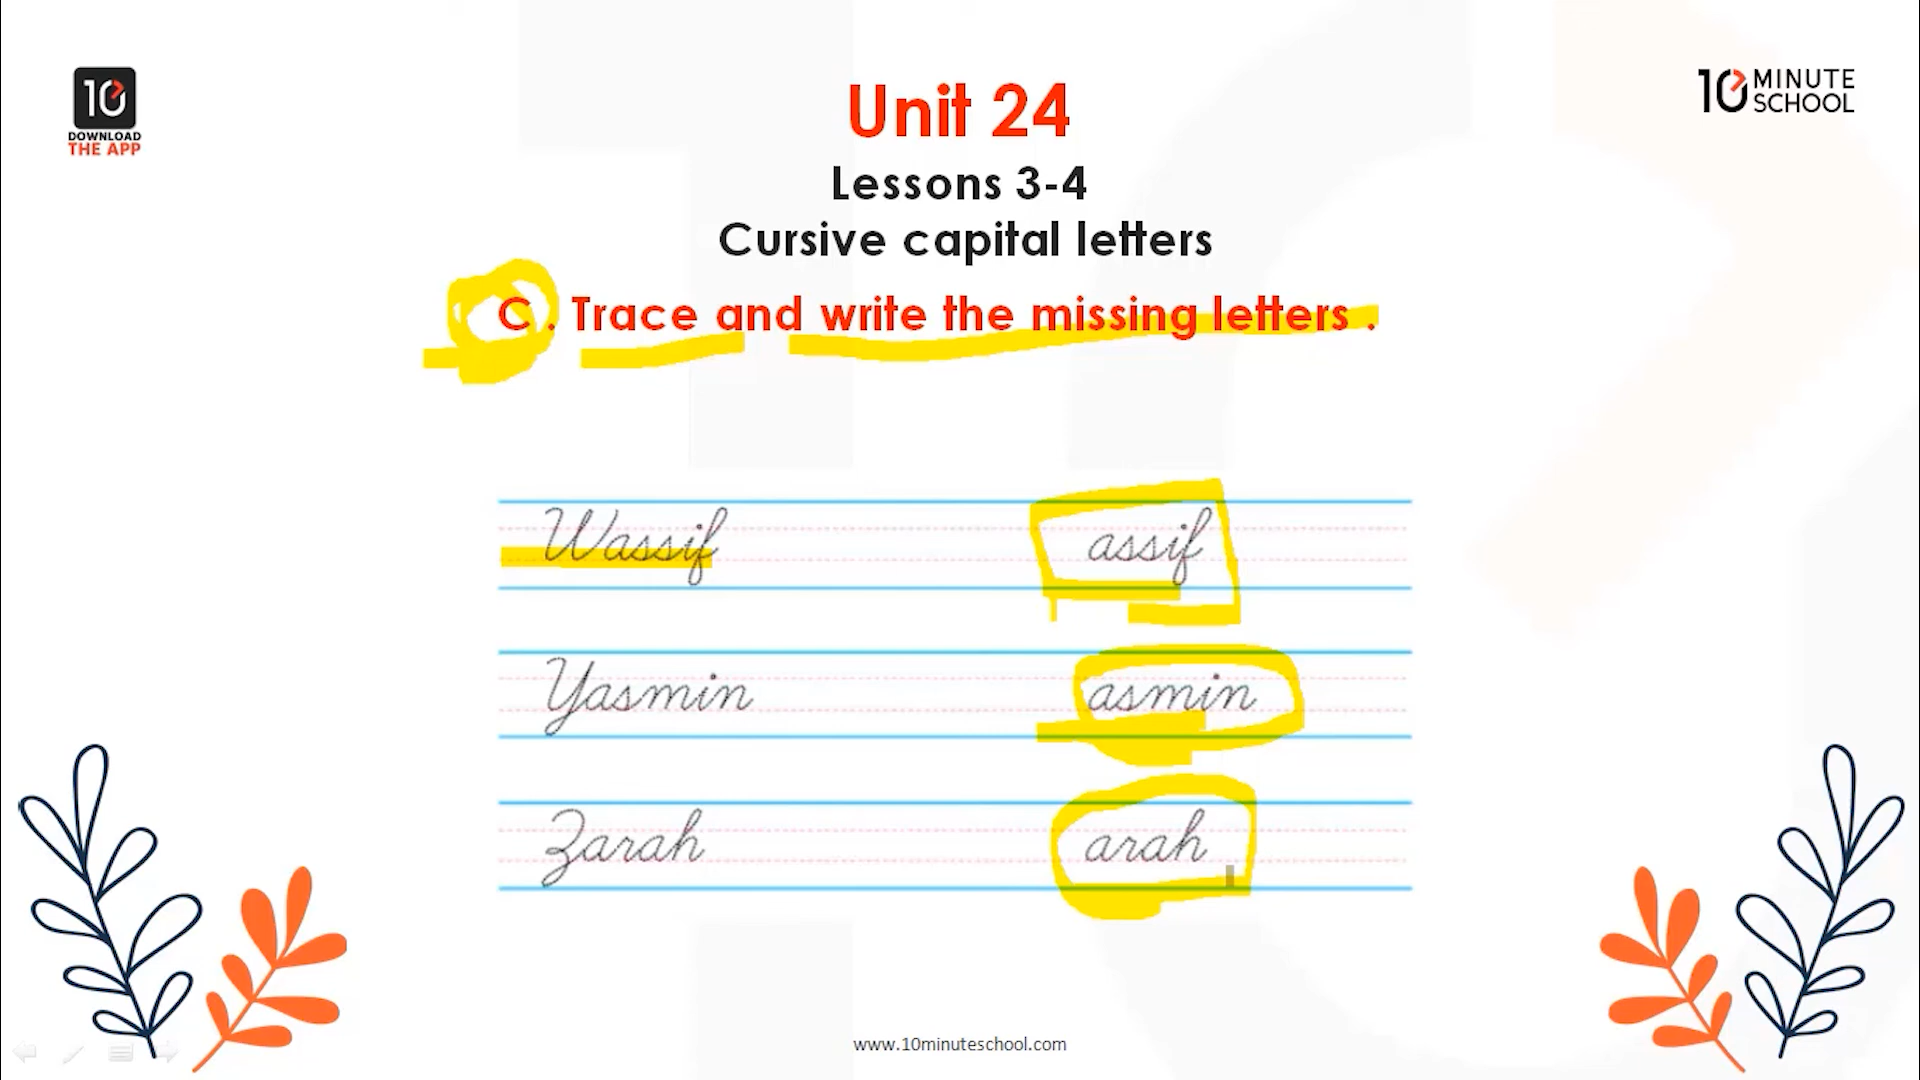 10
DOWNLOAD
THE APP
10 MINUTE
SCHOOL
Unit 24
Lessons 3-4
Cursive capital letters
C . Trace and write the missing letters .
Wassif assif
Yasmin asmin
Zarah arah
www.10minuteschool.com